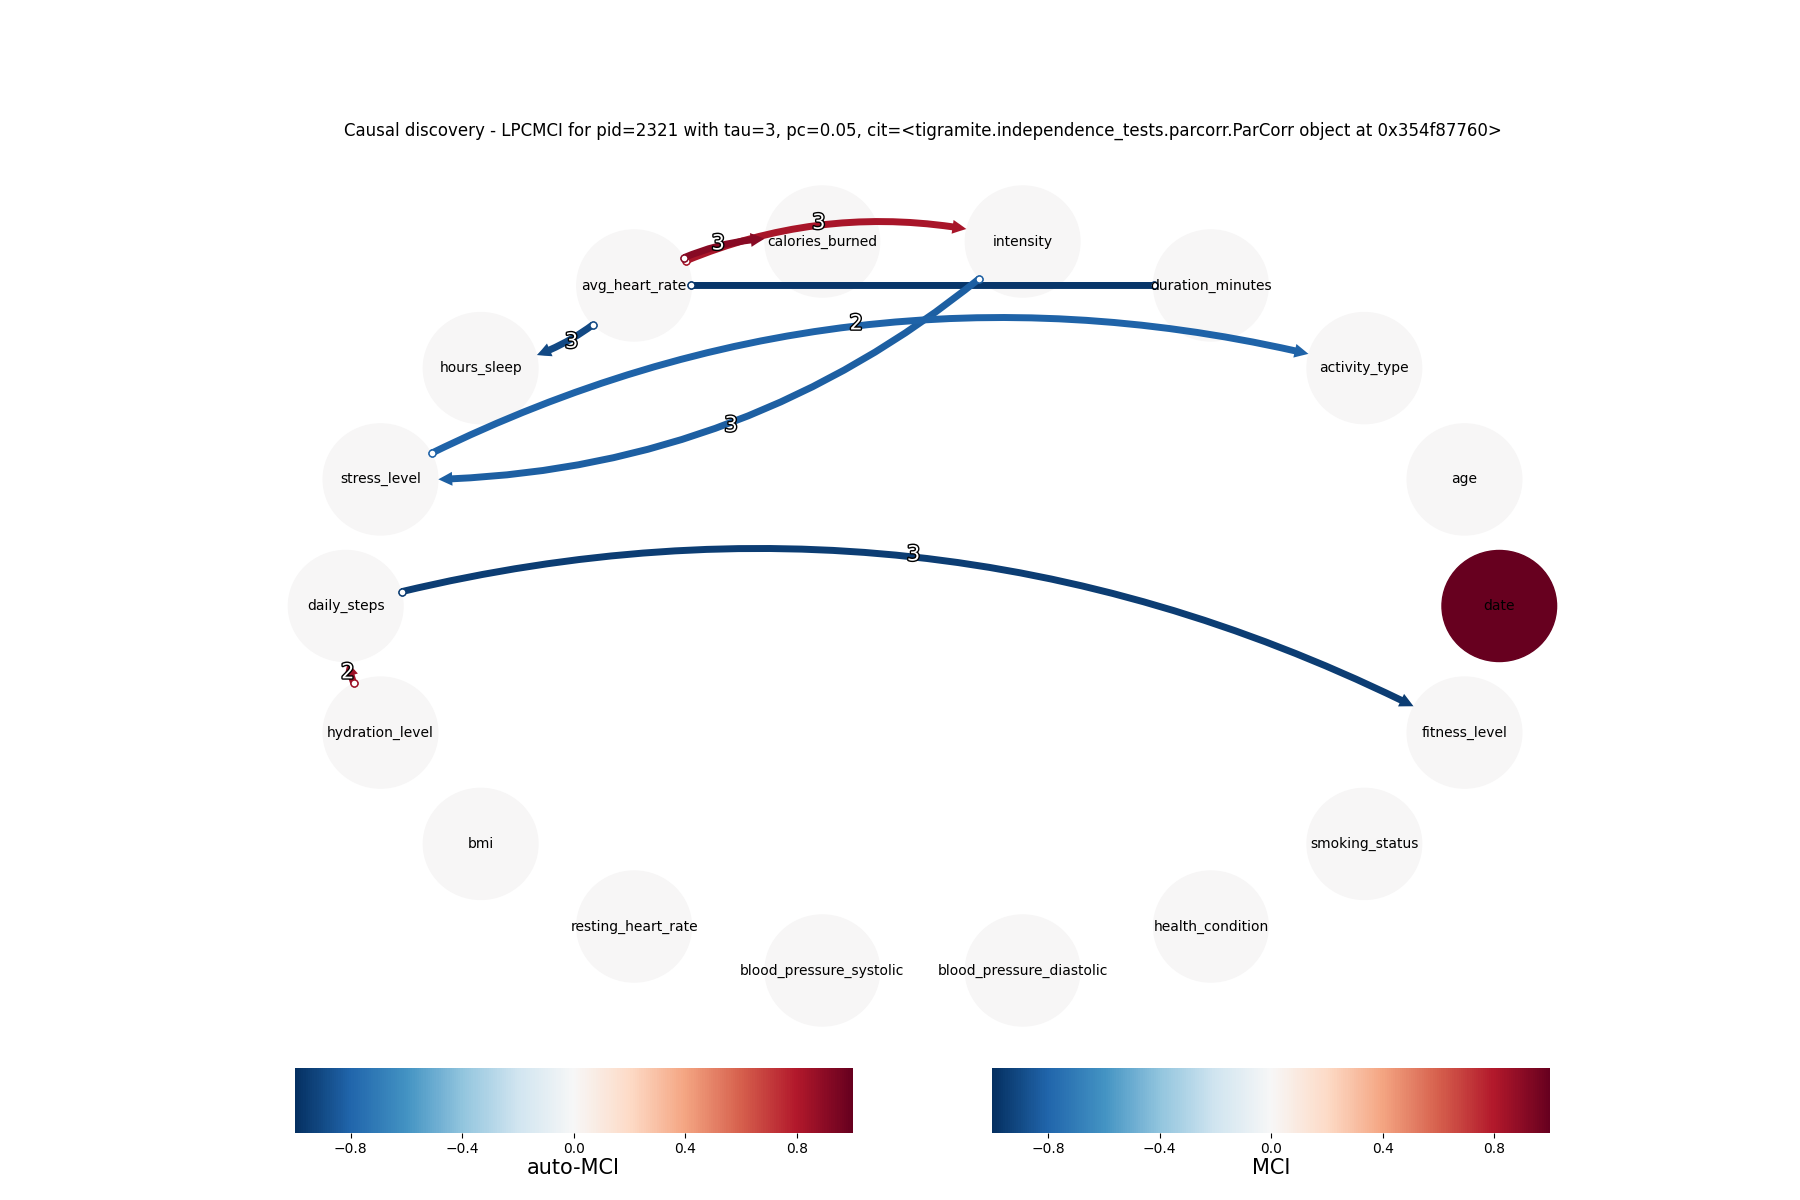 Causal discovery - LPCMCI for pid=2321 with tau=3, pc=0.05, cit=<tigramite.independence_tests.parcorr.ParCorr object at 0x354f87760>
3
3
calories_burned
intensity
avg_heart_rate
duration_minutes
2
3
hours_sleep
activity_type
3
stress_level
age
3
daily_steps
date
2
hydration_level
fitness_level
bmi
smoking_status
resting_heart_rate
health_condition
blood_pressure_systolic
blood_pressure_diastolic
−0.8
−0.4
0.0
0.4
0.8
auto-MCI
−0.8
−0.4
0.0
0.4
0.8
MCI